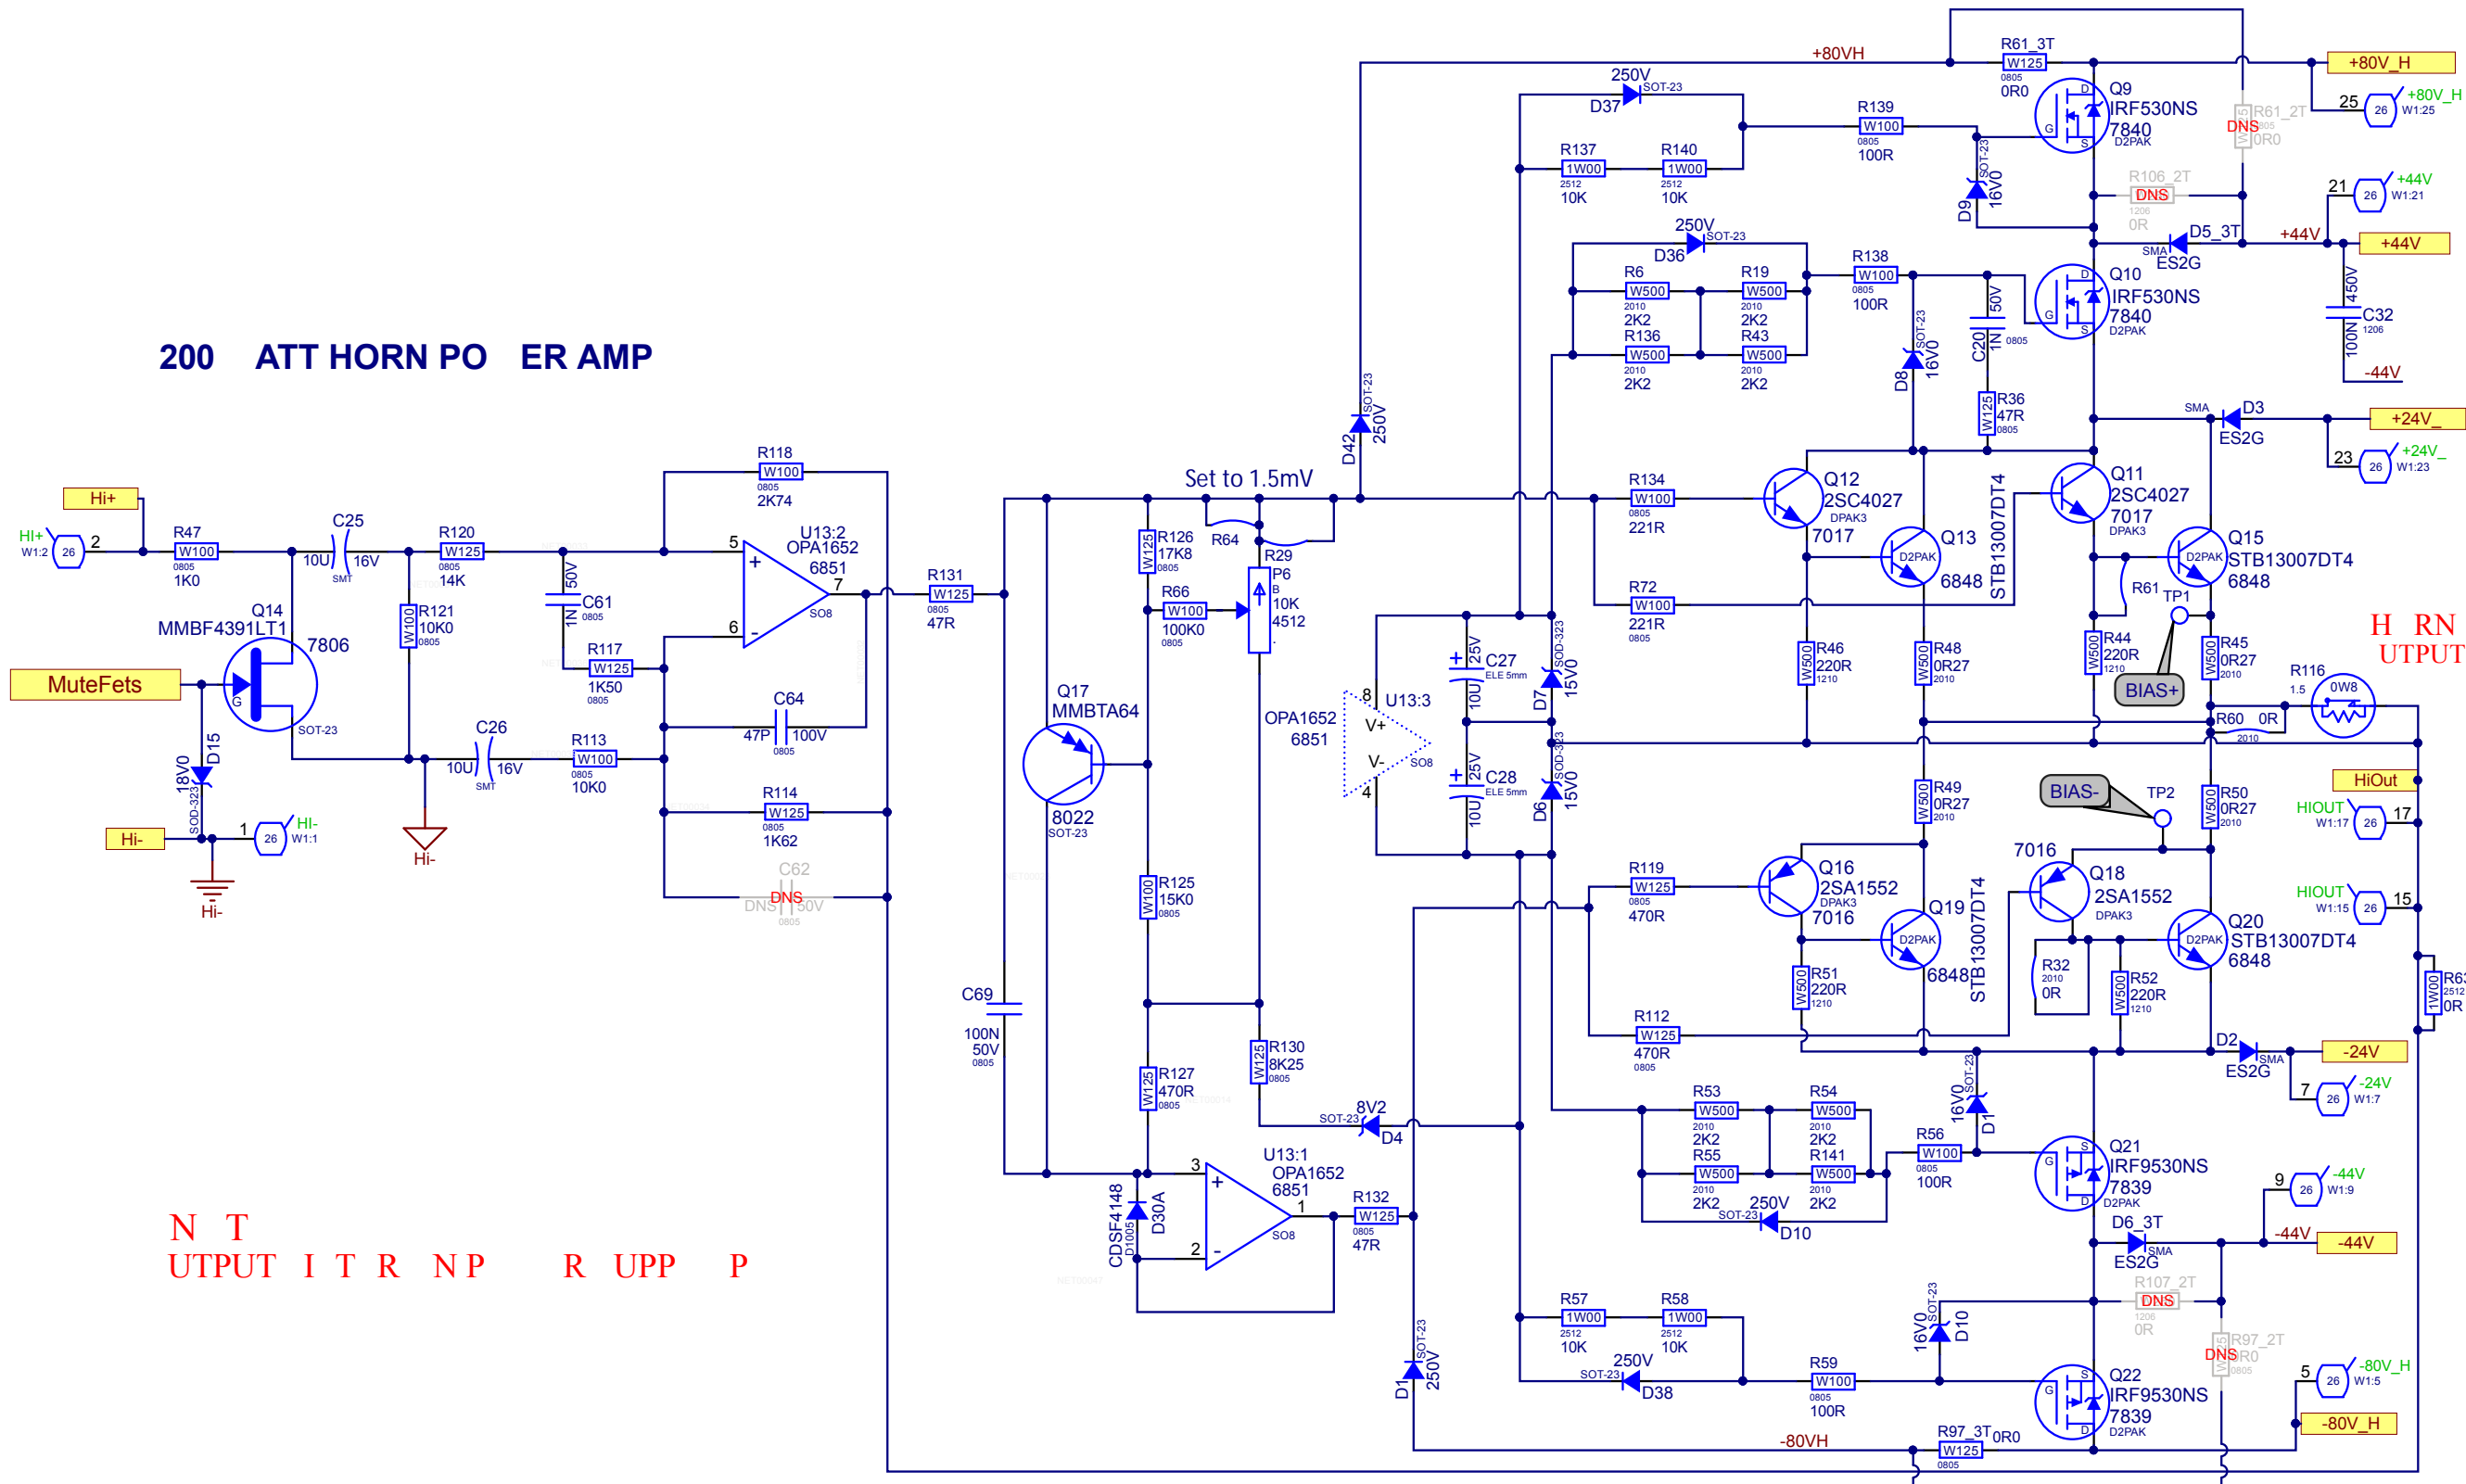 200 ATT HORN PO ER AMP
Hi+
HI+
W1:2
26
2
R47
W100
0805
1K0
C25
10U
16V
SMT
R120
W125
0805
14K
R121
W100
10K0
0805
Q14
MMBF4391LT1
7806
G
SOT-23
MuteFets
D15
18V0
SOD-323
Hi-
1
26
HI-
W1:1
Hi-
Hi-
C26
10U
16V
SMT
R113
W100
0805
10K0
C61
50V
1N
0805
R117
W125
1K50
0805
R118
W100
0805
2K74
U13:2
OPA1652
6851
5
6
7
+
-
SO8
C64
47P
100V
0805
R114
W125
0805
1K62
C62
DNS
DNS
50V
0805
R131
W125
0805
47R
Q17
MMBTA64
8022
SOT-23
C69
100N
50V
0805
R126
W125
17K8
0805
R66
W100
100K0
0805
Set to 1.5mV
R64
R29
P6
B
10K
4512
R125
W100
15K0
0805
R127
W125
470R
0805
R130
W125
8K25
0805
8V2
SOT-23
D4
CDSF4148
D1005
D30A
U13:1
OPA1652
6851
3
2
1
+
-
SO8
R132
W125
0805
47R
D1
SOT-23
250V
D42
SOT-23
250V
+80VH
250V
SOT-23
D37
R137
1W00
2512
10K
R140
1W00
2512
10K
R139
W100
0805
100R
250V
SOT-23
D36
R6
W500
2010
2K2
R19
W500
2010
2K2
R136
W500
2010
2K2
R43
W500
2010
2K2
R138
W100
0805
100R
D9
SOT-23
16V0
D8
SOT-23
16V0
C20
50V
1N
0805
R36
W125
47R
0805
R61_3T
W125
0805
0R0
Q9
IRF530NS
7840
D2PAK
D
G
S
Q10
IRF530NS
7840
D2PAK
D
G
S
R61_2T
DNS
0R0
R106_2T
DNS
1206
0R
D5_3T
SMA
ES2G
+44V
+80V_H
25
26
+80V_H
W1:25
21
26
+44V
W1:21
+44V
C32
450V
100N
1206
-44V
SMA
D3
ES2G
+24V_
23
26
+24V_
W1:23
R134
W100
0805
221R
R72
W100
221R
0805
Q12
2SC4027
DPAK3
7017
Q13
D2PAK
6848
STB13007DT4
Q11
2SC4027
7017
DPAK3
Q15
D2PAK
STB13007DT4
6848
R61
TP1
BIAS+
R46
W500
220R
1210
R48
W500
0R27
2010
R44
W500
220R
1210
R45
W500
0R27
2010
H RN
UTPUT
R116
1.5
0W8
R60 0R
2010
OPA1652
6851
8
U13:3
V+
V-
4
SO8
C27
25V
10U
ELE 5mm
C28
25V
10U
ELE 5mm
D7
SOD-323
15V0
D6
SOD-323
15V0
R49
W500
0R27
2010
R50
W500
0R27
2010
BIAS-
TP2
HiOut
HIOUT
W1:17
26
17
HIOUT
W1:15
26
15
R119
W125
0805
470R
R112
W125
470R
0805
Q16
2SA1552
DPAK3
7016
Q19
D2PAK
6848
STB13007DT4
7016
Q18
2SA1552
DPAK3
Q20
D2PAK
STB13007DT4
6848
R51
W500
220R
1210
R32
2010
0R
R52
W500
220R
1210
1W00
2512
0R
D2
SMA
ES2G
-24V
7
26
-24V
W1:7
R53
W500
2010
2K2
R54
W500
2010
2K2
R55
W500
2010
2K2
R141
W500
2010
2K2
250V
SOT-23
D10
R56
W100
0805
100R
16V0
SOT-23
D1
Q21
IRF9530NS
7839
D2PAK
S
G
D
D6_3T
SMA
ES2G
-44V
9
26
-44V
W1:9
-44V
R107_2T
DNS
1206
0R
R97_2T
DNS
0R0
0805
R57
1W00
2512
10K
R58
1W00
2512
10K
250V
SOT-23
D38
R59
W100
0805
100R
16V0
SOT-23
D10
Q22
IRF9530NS
7839
D2PAK
S
G
D
5
26
-80V_H
W1:5
-80V_H
-80VH
R97_3T
0R0
W125
0805
N T
UTPUT I T R N P R UPP P